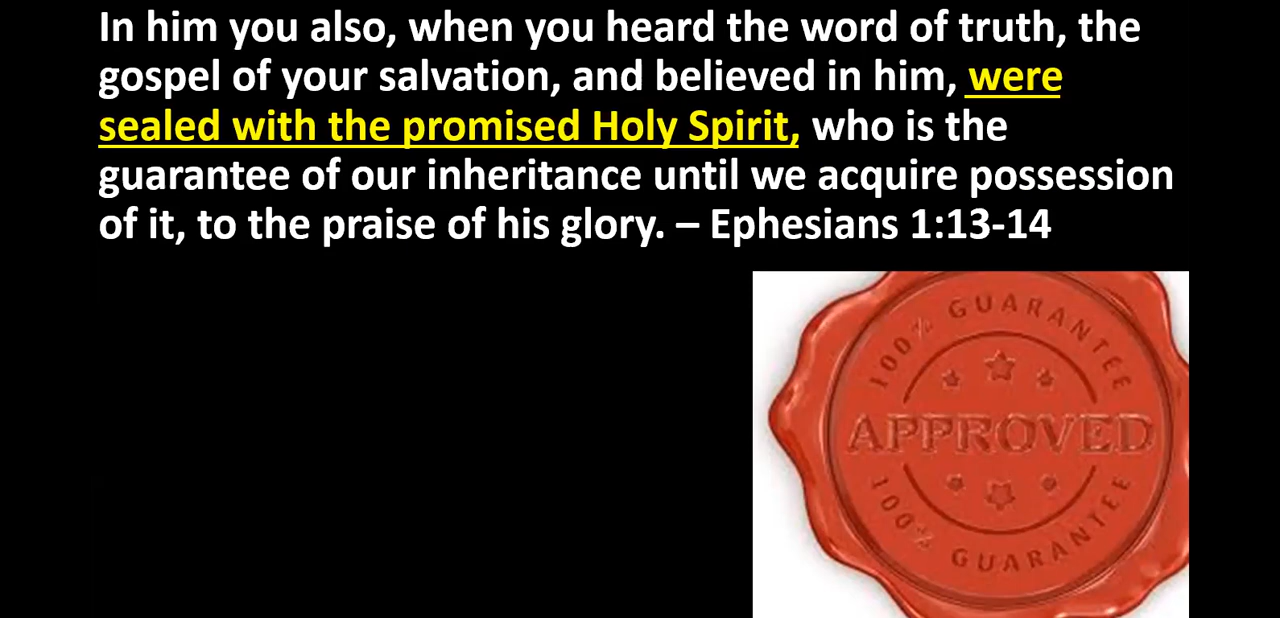 In him you also, when you heard the word of truth, the
gospel of your salvation, and believed in him, were
sealed with the promised Holy Spirit, who is the
guarantee of our inheritance until we acquire possession
of it, to the praise of his glory. – Ephesians 1:13-14
100% GUARANTEE
APPROVED
100% GUARANTEE